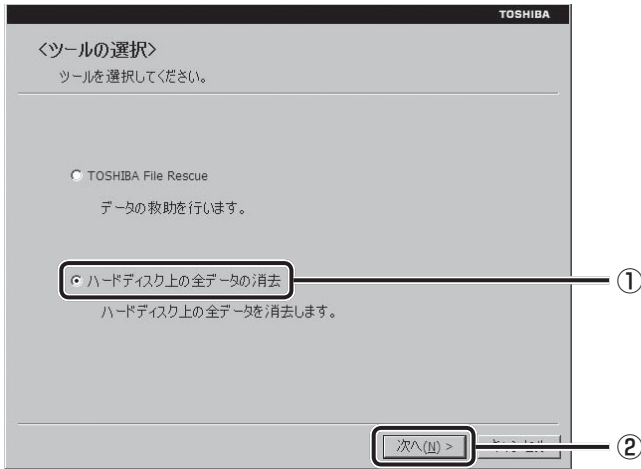 TOSHIBA
<ツールの選択>
ツールを選択してください。
TOSHIBA File Rescue
データの救助を行います。
ハードディスク上の全データの消去
①
ハードディスク上の全データを消去します。
次へ(N) >
②